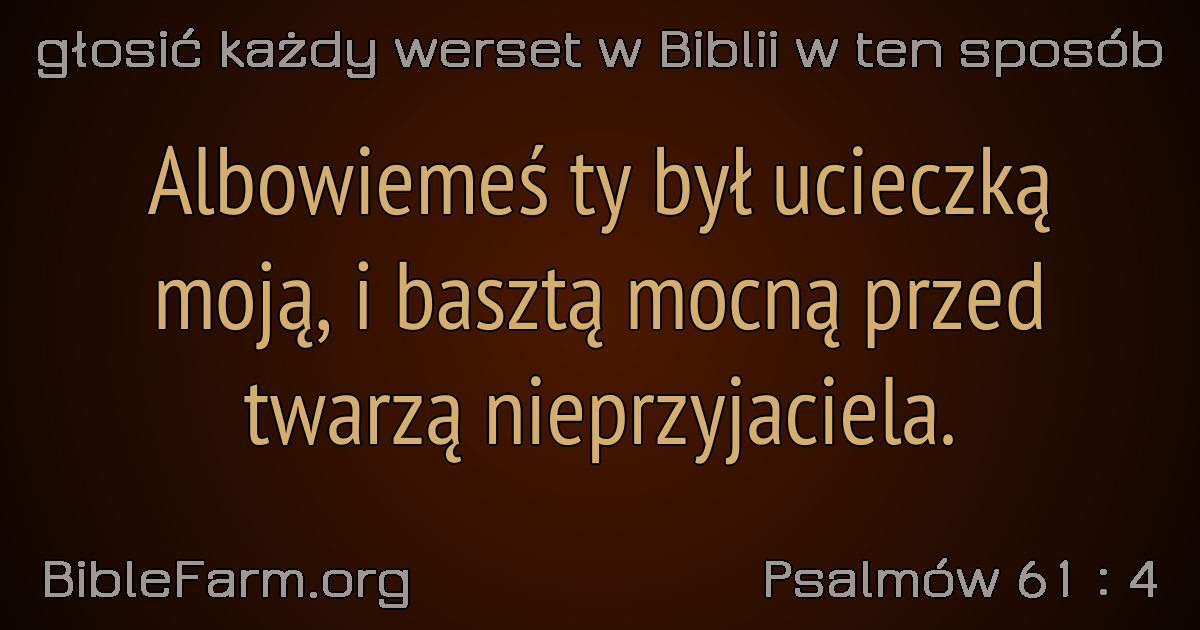 głosić każdy werset w Biblii w ten sposób
Albowiemeś ty był ucieczką
moją, i basztą mocną przed
twarzą nieprzyjaciela.
BibleFarm.org
Psalmów 61 : 4